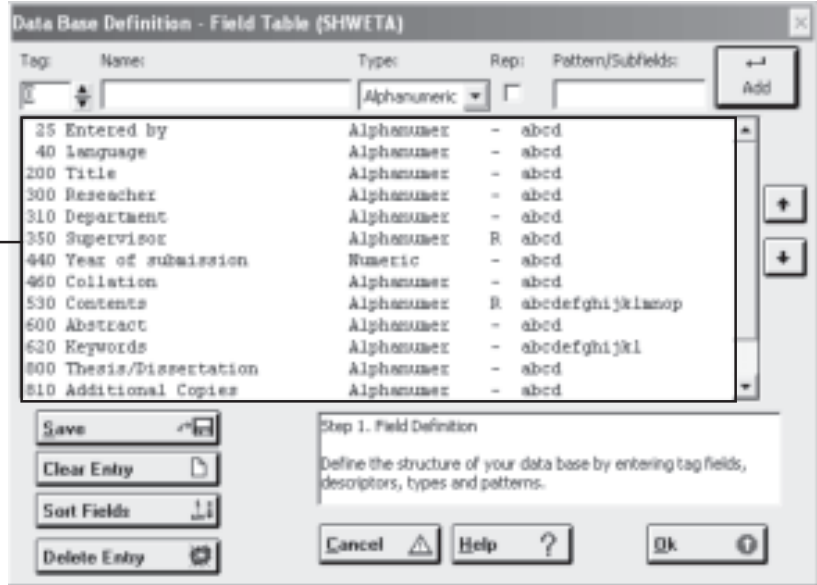 Data Base Definition - Field Table (SHWETA)
Tag: Name: Type: Rep: Pattern/Subfields:
Alphanumeric
Add
25 Entered by Alphanumer - abcd
40 Language Alphanumer - abcd
200 Title Alphanumer - abcd
300 Reseacher Alphanumer - abcd
310 Department Alphanumer - abcd
350 Supervisor Alphanumer R abcd
440 Year of submission Numeric - abcd
460 Collation Alphanumer - abcd
530 Contents Alphanumer R abcdefghijklmnop
600 Abstract Alphanumer - abcd
620 Keywords Alphanumer - abcdefghijkl
800 Thesis/Dissertation Alphanumer - abcd
810 Additional Copies Alphanumer - abcd
Save
Clear Entry
Sort Fields
Delete Entry
Step 1. Field Definition
Define the structure of your data base by entering tag fields,
descriptors, types and patterns.
Cancel Help ? Ok